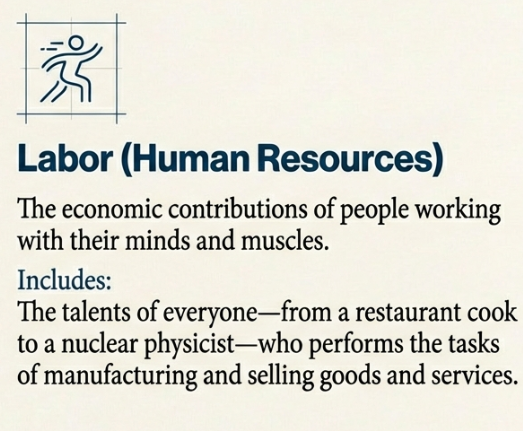 Labor (Human Resources)
The economic contributions of people working
with their minds and muscles.
Includes:
The talents of everyone—from a restaurant cook
to a nuclear physicist—who performs the tasks
of manufacturing and selling goods and services.